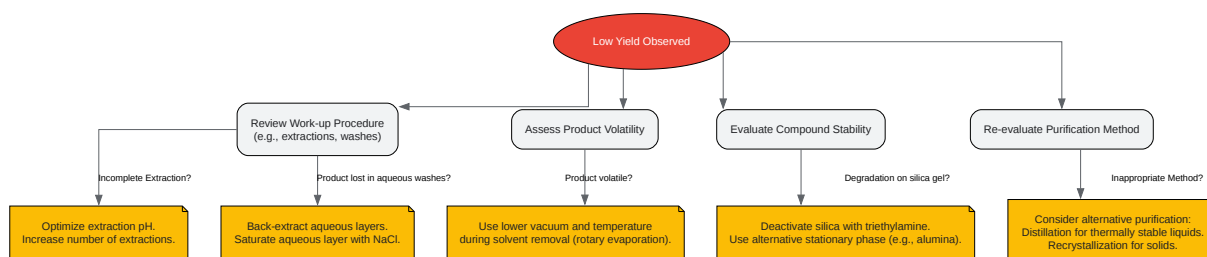 Low Yield Observed
Review Work-up Procedure
(e.g., extractions, washes)
Assess Product Volatility
Evaluate Compound Stability
Re-evaluate Purification Method
Incomplete Extraction?
Product lost in aqueous washes?
Product volatile?
Degradation on silica gel?
Inappropriate Method?
Optimize extraction pH.
Increase number of extractions.
Back-extract aqueous layers.
Saturate aqueous layer with NaCl.
Use lower vacuum and temperature
during solvent removal (rotary evaporation).
Deactivate silica with triethylamine.
Use alternative stationary phase (e.g., alumina).
Consider alternative purification:
Distillation for thermally stable liquids.
Recrystallization for solids.